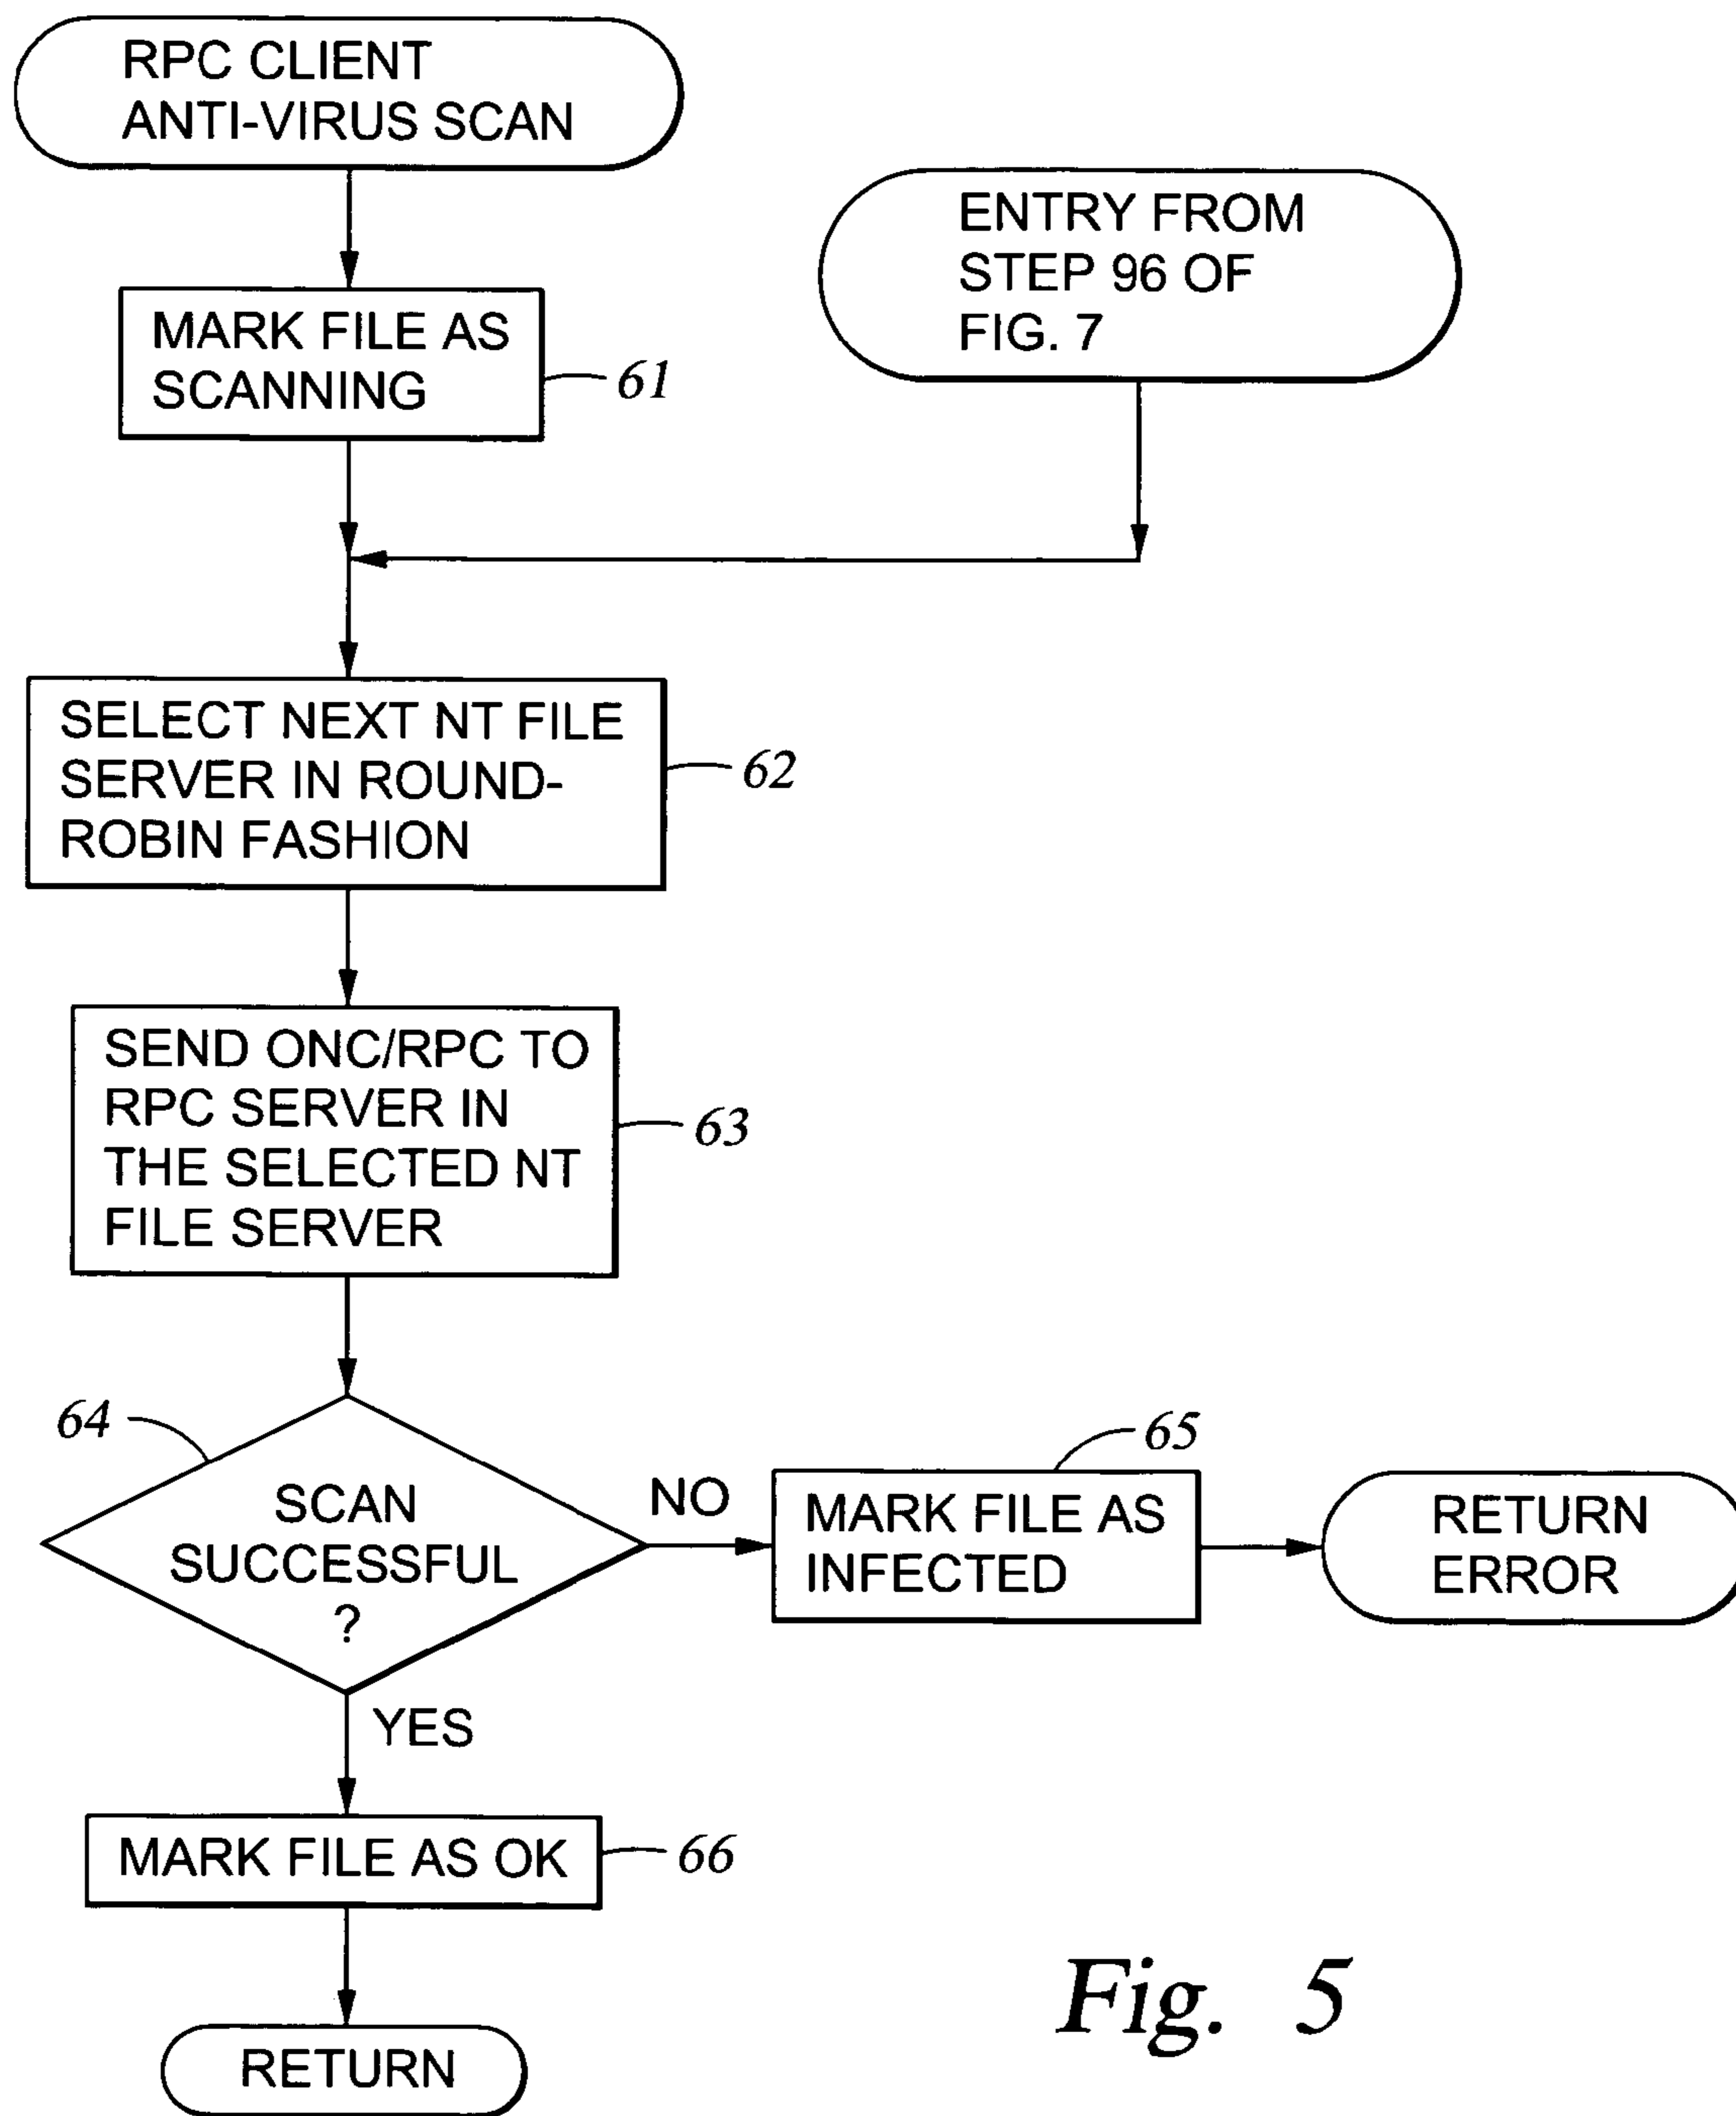 RPC CLIENT
ANTI-VIRUS SCAN
ENTRY FROM
STEP 96 OF
FIG. 7
MARK FILE AS
SCANNING
61
SELECT NEXT NT FILE
SERVER IN ROUND-
ROBIN FASHION
62
SEND ONC/RPC TO
RPC SERVER IN
THE SELECTED NT
FILE SERVER
63
64
SCAN
SUCCESSFUL
?
NO
65
MARK FILE AS
INFECTED
RETURN
ERROR
YES
MARK FILE AS OK
66
RETURN
Fig. 5